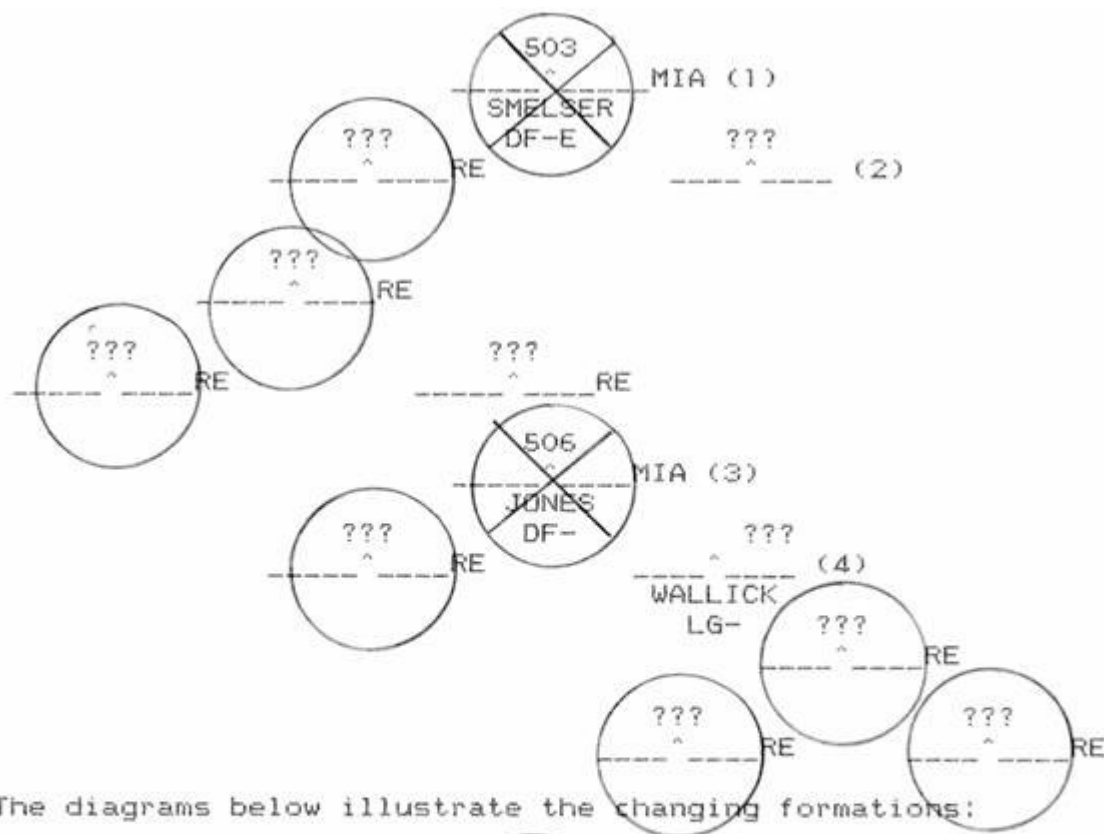 503
^
------ ------ MIA (1)
SMELSER
DF-E
???
^
------ ------ RE
???
^
------ ------ (2)
???
^
------ ------ RE
^
???
^
------ ------ RE
???
^
------ ------ RE
506
^
------ ------ MIA (3)
JONES
DF-
???
^
------ ------ RE
???
^
------ ------ (4)
WALLICK
LG-
???
^
------ ------ RE
???
^
------ ------ RE
???
^
------ ------ RE
The diagrams below illustrate the changing formations: